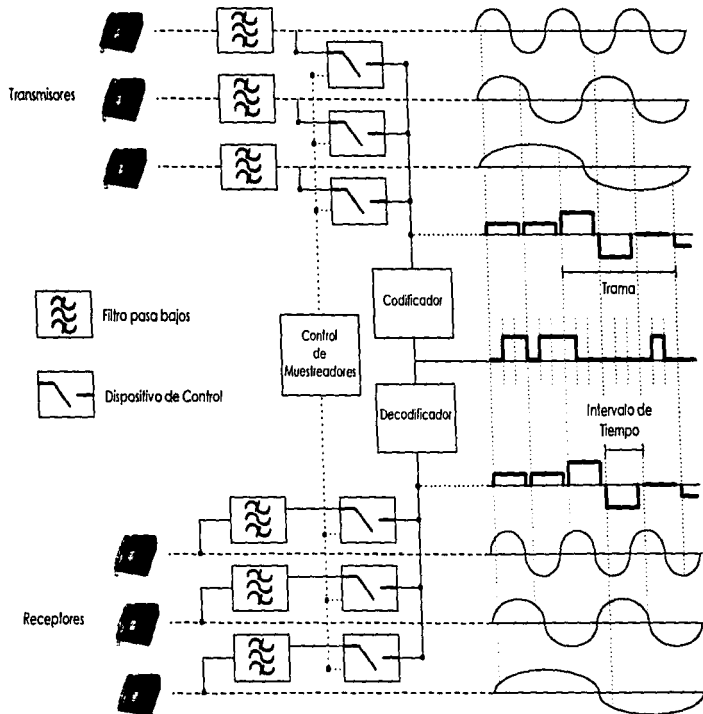 Transmisores
Trama
Codificador
Filtro pasa bajos
Control
de
Muestreadores
Dispositivo de Control
Decodificador
Intervalo de
Tiempo
Receptores